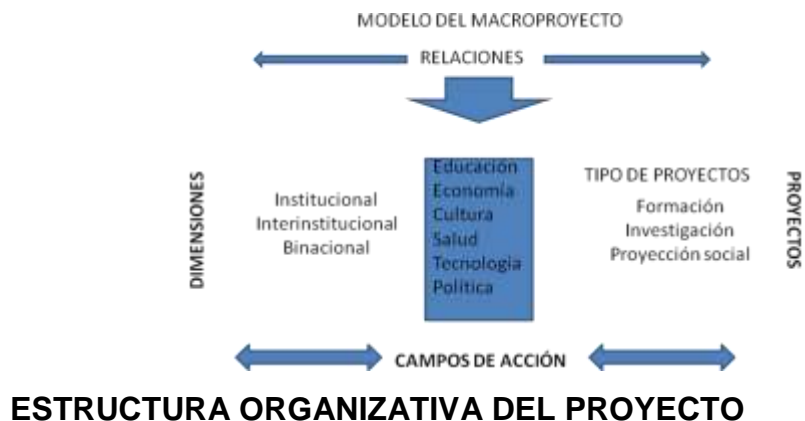 MODELO DEL MACROPROYECTO
RELACIONES
DIMENSIONES
Institucional
Interinstitucional
Binacional
Educación
Economía
Cultura
Salud
Tecnología
Política
TIPO DE PROYECTOS
Formación
Investigación
Proyección social
PROYECTOS
CAMPOS DE ACCIÓN
ESTRUCTURA ORGANIZATIVA DEL PROYECTO